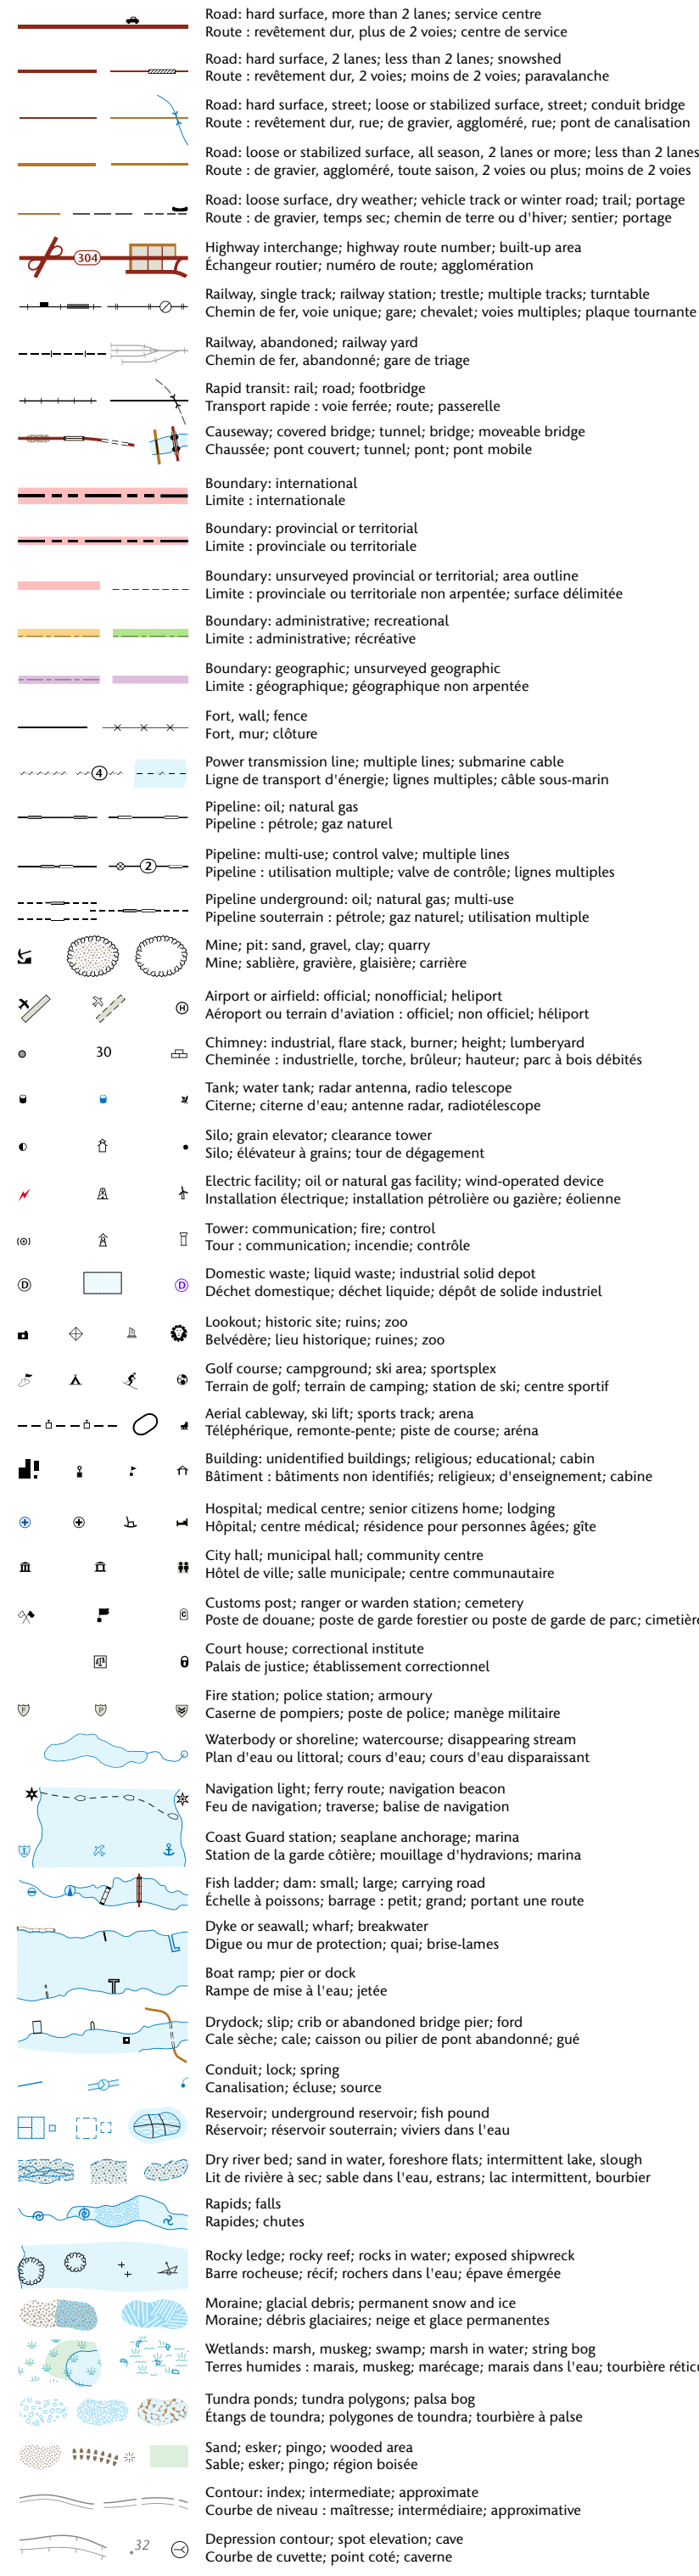 Road: hard surface, more than 2 lanes; service centre
Route : revêtement dur, plus de 2 voies; centre de service
Road: hard surface, 2 lanes; less than 2 lanes; snowshed
Route : revêtement dur, 2 voies; moins de 2 voies; paravalanche
Road: hard surface, street; loose or stabilized surface, street; conduit bridge
Route : revêtement dur, rue; de gravier, aggloméré, rue; pont de canalisation
Road: loose or stabilized surface, all season, 2 lanes or more; less than 2 lanes
Route : de gravier, aggloméré, toute saison, 2 voies ou plus; moins de 2 voies
Road: loose surface, dry weather; vehicle track or winter road; trail; portage
Route : de gravier, temps sec; chemin de terre ou d'hiver; sentier; portage
304
Highway interchange; highway route number; built-up area
Échangeur routier; numéro de route; agglomération
Railway, single track; railway station; trestle; multiple tracks; turntable
Chemin de fer, voie unique; gare; chevalet; voies multiples; plaque tournante
Railway, abandoned; railway yard
Chemin de fer, abandonné; gare de triage
Rapid transit: rail; road; footbridge
Transport rapide : voie ferrée; route; passerelle
Causeway; covered bridge; tunnel; bridge; moveable bridge
Chaussée; pont couvert; tunnel; pont; pont mobile
Boundary: international
Limite : internationale
Boundary: provincial or territorial
Limite : provinciale ou territoriale
Boundary: unsurveyed provincial or territorial; area outline
Limite : provinciale ou territoriale non arpentée; surface délimitée
Boundary: administrative; recreational
Limite : administrative; récréative
Boundary: geographic; unsurveyed geographic
Limite : géographique; géographique non arpentée
Fort, wall; fence
Fort, mur; clôture
4
Power transmission line; multiple lines; submarine cable
Ligne de transport d'énergie; lignes multiples; câble sous-marin
Pipeline: oil; natural gas
Pipeline : pétrole; gaz naturel
2
Pipeline: multi-use; control valve; multiple lines
Pipeline : utilisation multiple; valve de contrôle; lignes multiples
Pipeline underground: oil; natural gas; multi-use
Pipeline souterrain : pétrole; gaz naturel; utilisation multiple
Mine; pit: sand, gravel, clay; quarry
Mine; sablière, gravière, glaisière; carrière
H
Airport or airfield: official; nonofficial; heliport
Aéroport ou terrain d'aviation : officiel; non officiel; héliport
30
Chimney: industrial, flare stack, burner; height; lumberyard
Cheminée : industrielle, torche, brûleur; hauteur; parc à bois débités
Tank; water tank; radar antenna, radio telescope
Citerne; citerne d'eau; antenne radar, radiotélescope
Silo; grain elevator; clearance tower
Silo; élévateur à grains; tour de dégagement
Electric facility; oil or natural gas facility; wind-operated device
Installation électrique; installation pétrolière ou gazière; éolienne
Tower: communication; fire; control
Tour : communication; incendie; contrôle
D D
Domestic waste; liquid waste; industrial solid depot
Déchet domestique; déchet liquide; dépôt de solide industriel
Lookout; historic site; ruins; zoo
Belvédère; lieu historique; ruines; zoo
Golf course; campground; ski area; sportsplex
Terrain de golf; terrain de camping; station de ski; centre sportif
Aerial cableway, ski lift; sports track; arena
Téléphérique, remonte-pente; piste de course; aréna
Building: unidentified buildings; religious; educational; cabin
Bâtiment : bâtiments non identifiés; religieux; d'enseignement; cabine
Hospital; medical centre; senior citizens home; lodging
Hôpital; centre médical; résidence pour personnes âgées; gîte
City hall; municipal hall; community centre
Hôtel de ville; salle municipale; centre communautaire
C
Customs post; ranger or warden station; cemetery
Poste de douane; poste de garde forestier ou poste de garde de parc; cimetière
Court house; correctional institute
Palais de justice; établissement correctionnel
F P
Fire station; police station; armoury
Caserne de pompiers; poste de police; manège militaire
Waterbody or shoreline; watercourse; disappearing stream
Plan d'eau ou littoral; cours d'eau; cours d'eau disparaissant
Navigation light; ferry route; navigation beacon
Feu de navigation; traverse; balise de navigation
Coast Guard station; seaplane anchorage; marina
Station de la garde côtière; mouillage d'hydravions; marina
Fish ladder; dam: small; large; carrying road
Échelle à poissons; barrage : petit; grand; portant une route
Dyke or seawall; wharf; breakwater
Digue ou mur de protection; quai; brise-lames
Boat ramp; pier or dock
Rampe de mise à l'eau; jetée
Drydock; slip; crib or abandoned bridge pier; ford
Cale sèche; cale; caisson ou pilier de pont abandonné; gué
Conduit; lock; spring
Canalisation; écluse; source
Reservoir; underground reservoir; fish pound
Réservoir; réservoir souterrain; viviers dans l'eau
Dry river bed; sand in water, foreshore flats; intermittent lake, slough
Lit de rivière à sec; sable dans l'eau, estrans; lac intermittent, bourbier
Rapids; falls
Rapides; chutes
Rocky ledge; rocky reef; rocks in water; exposed shipwreck
Barre rocheuse; récif; rochers dans l'eau; épave émergée
Moraine; glacial debris; permanent snow and ice
Moraine; débris glaciaires; neige et glace permanentes
Wetlands: marsh, muskeg; swamp; marsh in water; string bog
Terres humides : marais, muskeg; marécage; marais dans l'eau; tourbière réticu
Tundra ponds; tundra polygons; palsa bog
Étangs de toundra; polygones de toundra; tourbière à palse
Sand; esker; pingo; wooded area
Sable; esker; pingo; région boisée
Contour: index; intermediate; approximate
Courbe de niveau : maîtresse; intermédiaire; approximative
.32
Depression contour; spot elevation; cave
Courbe de cuvette; point coté; caverne